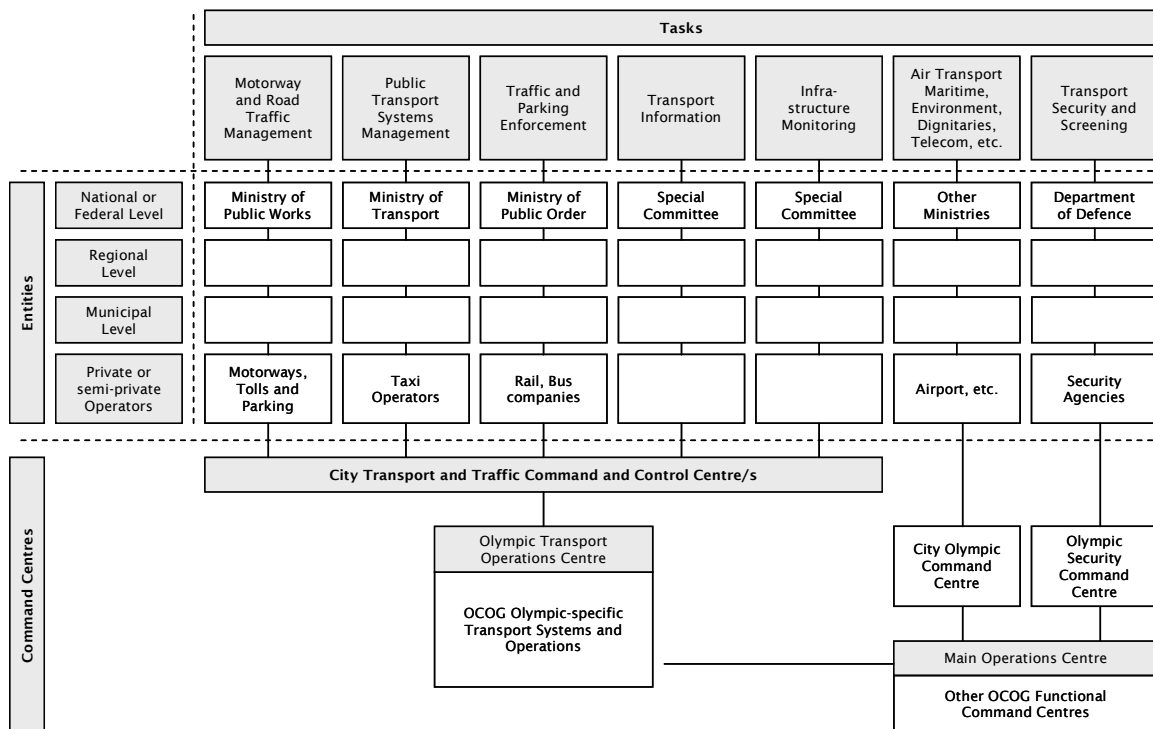 Tasks
Motorway
and Road
Traffic
Management
Public
Transport
Systems
Management
Traffic and
Parking
Enforcement
Transport
Information
Infra-
structure
Monitoring
Air Transport
Maritime,
Environment,
Dignitaries,
Telecom, etc.
Transport
Security and
Screening
Entities
National or
Federal Level
Ministry of
Public Works
Ministry of
Transport
Ministry of
Public Order
Special
Committee
Special
Committee
Other
Ministries
Department
of Defence
Regional
Level
Municipal
Level
Private or
semi-private
Operators
Motorways,
Tolls and
Parking
Taxi
Operators
Rail, Bus
companies
Airport, etc.
Security
Agencies
Command Centres
City Transport and Traffic Command and Control Centre/s
Olympic Transport
Operations Centre
OCOG Olympic-specific
Transport Systems and
Operations
City Olympic
Command
Centre
Olympic
Security
Command
Centre
Main Operations Centre
Other OCOG Functional
Command Centres